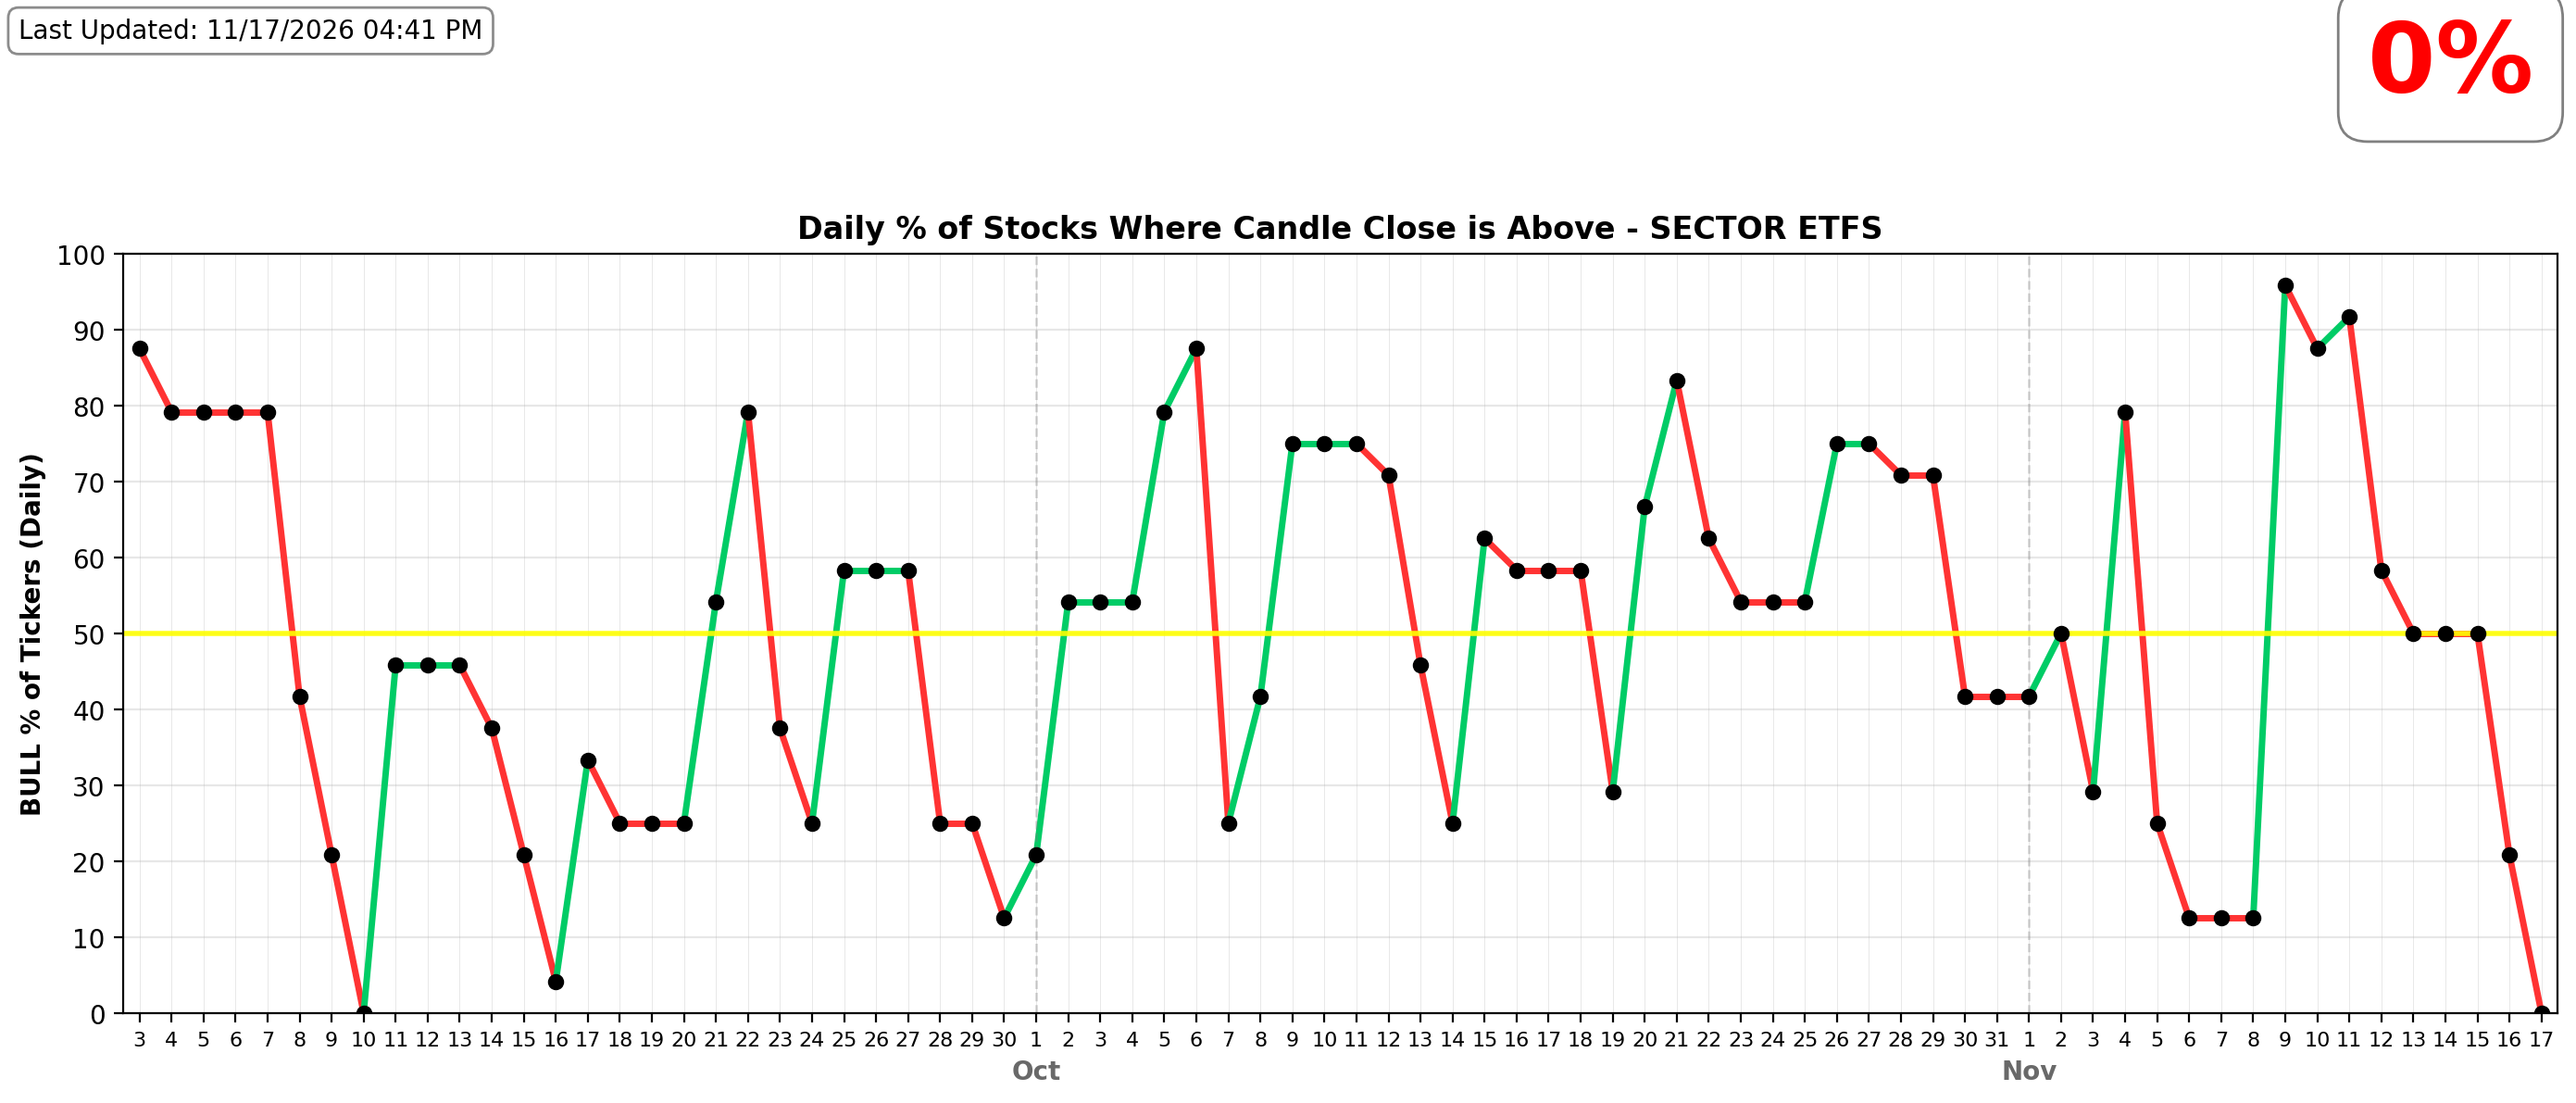 Last Updated: 11/17/2026 04:41 PM
0%
Daily % of Stocks Where Candle Close is Above - SECTOR ETFS
BULL % of Tickers (Daily)
100
90
80
70
60
50
40
30
20
10
0
3 4 5 6 7 8 9 10 11 12 13 14 15 16 17 18 19 20 21 22 23 24 25 26 27 28 29 30 1 2 3 4 5 6 7 8 9 10 11 12 13 14 15 16 17 18 19 20 21 22 23 24 25 26 27 28 29 30 31 1 2 3 4 5 6 7 8 9 10 11 12 13 14 15 16 17
Oct Nov